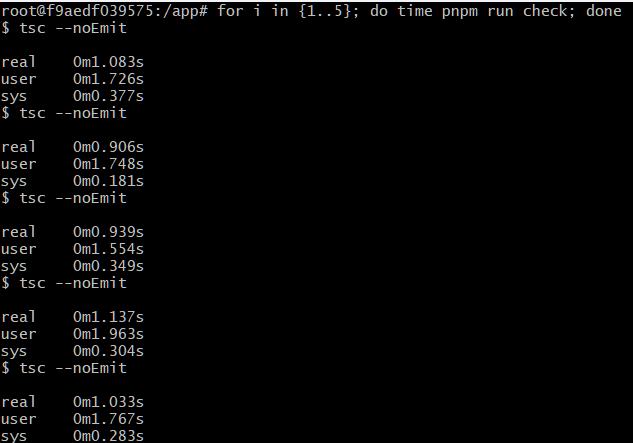 root@f9aedf039575:/app# for i in {1..5}; do time pnpm run check; done
$ tsc --noEmit
real 0m1.083s
user 0m1.726s
sys 0m0.377s
$ tsc --noEmit
real 0m0.906s
user 0m1.748s
sys 0m0.181s
$ tsc --noEmit
real 0m0.939s
user 0m1.554s
sys 0m0.349s
$ tsc --noEmit
real 0m1.137s
user 0m1.963s
sys 0m0.304s
$ tsc --noEmit
real 0m1.033s
user 0m1.767s
sys 0m0.283s